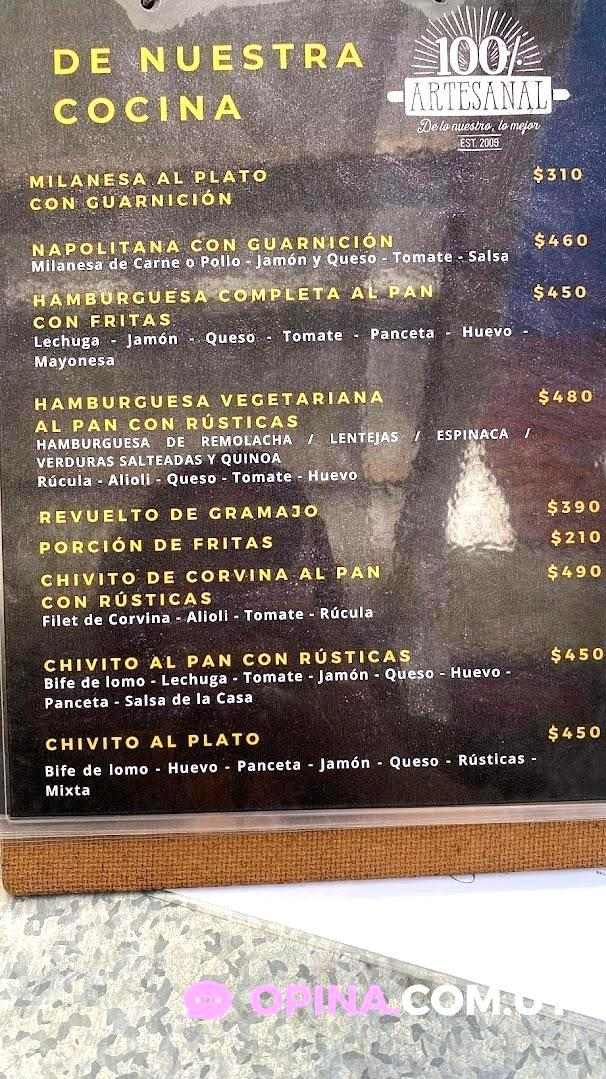 DE NUESTRA
COCINA
100%
ARTESANAL
De lo nuestro, lo mejor
EST. 2009
MILANESA AL PLATO $310
CON GUARNICIÓN
NAPOLITANA CON GUARNICIÓN $460
Milanesa de Carne o Pollo - Jamón y Queso - Tomate - Salsa
HAMBURGUESA COMPLETA AL PAN $450
CON FRITAS
Lechuga - Jamón - Queso - Tomate - Panceta - Huevo -
Mayonesa
HAMBURGUESA VEGETARIANA $480
AL PAN CON RÚSTICAS
HAMBURGUESA DE REMOLACHA / LENTEJAS / ESPINACA /
VERDURAS SALTEADAS Y QUINOA
Rúcula - Alioli - Queso - Tomate - Huevo
REVUELTO DE GRAMAJO $390
PORCIÓN DE FRITAS $210
CHIVITO DE CORVINA AL PAN $490
CON RÚSTICAS
Filet de Corvina - Alioli - Tomate - Rúcula
CHIVITO AL PAN CON RÚSTICAS $450
Bife de lomo - Lechuga - Tomate - Jamón - Queso - Huevo -
Panceta - Salsa de la Casa
CHIVITO AL PLATO $450
Bife de lomo - Huevo - Panceta - Jamón - Queso - Rústicas -
Mixta
OPINA.COM.UY